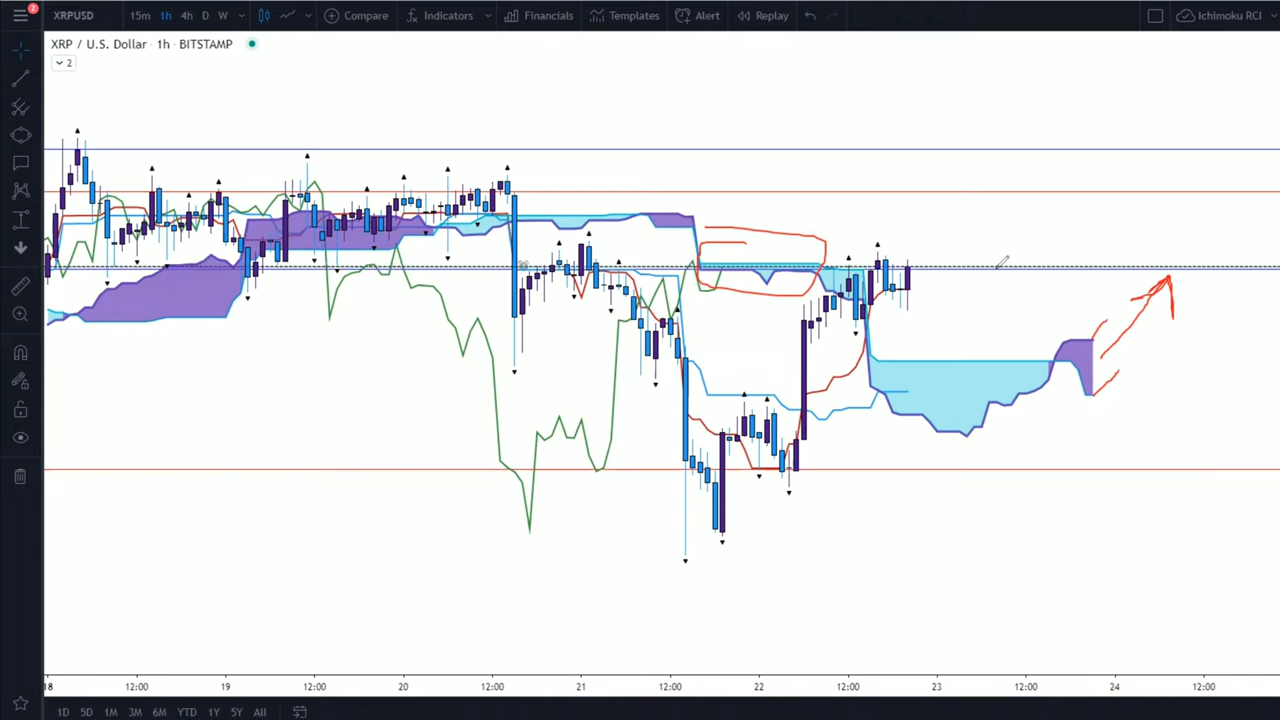 2
XRPUSD 15m 1h 4h D W Compare Indicators Financials Templates Alert Replay Ichimoku RCI
XRP / U.S. Dollar · 1h · BITSTAMP
2
18 12:00 19 12:00 20 12:00 21 12:00 22 12:00 23 12:00 24 12:00
1D 5D 1M 3M 6M YTD 1Y 5Y All